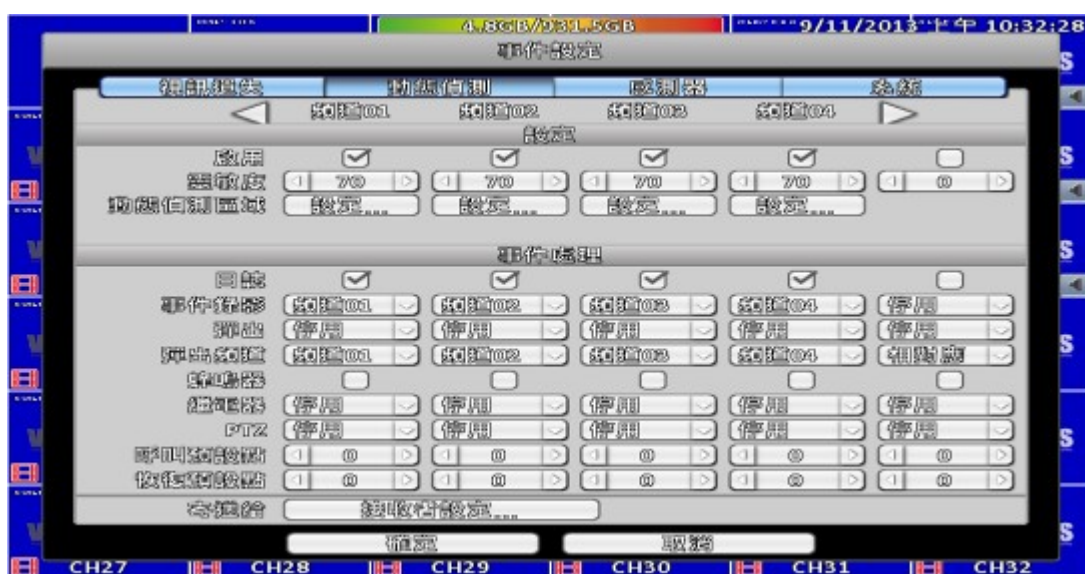 4.8GB/931.5GB 9/11/2013 上午 10:32:28
事件設定
視訊遺失 動態偵測 感測器 系統
頻道01 頻道02 頻道03 頻道04
設定
啟用
靈敏度 70 70 70 70 0
動態偵測區域 設定... 設定... 設定... 設定...
事件處理
日誌
事件錄影 頻道01 頻道02 頻道03 頻道04 停用
彈出 停用 停用 停用 停用 停用
彈出頻道 頻道01 頻道02 頻道03 頻道04 相對應
蜂鳴器
繼電器 停用 停用 停用 停用 停用
PTZ 停用 停用 停用 停用 停用
呼叫預設點 0 0 0 0 0
恢復預設點 0 0 0 0 0
寄送給 接收者設定...
確定 取消
CH27 CH28 CH29 CH30 CH31 CH32